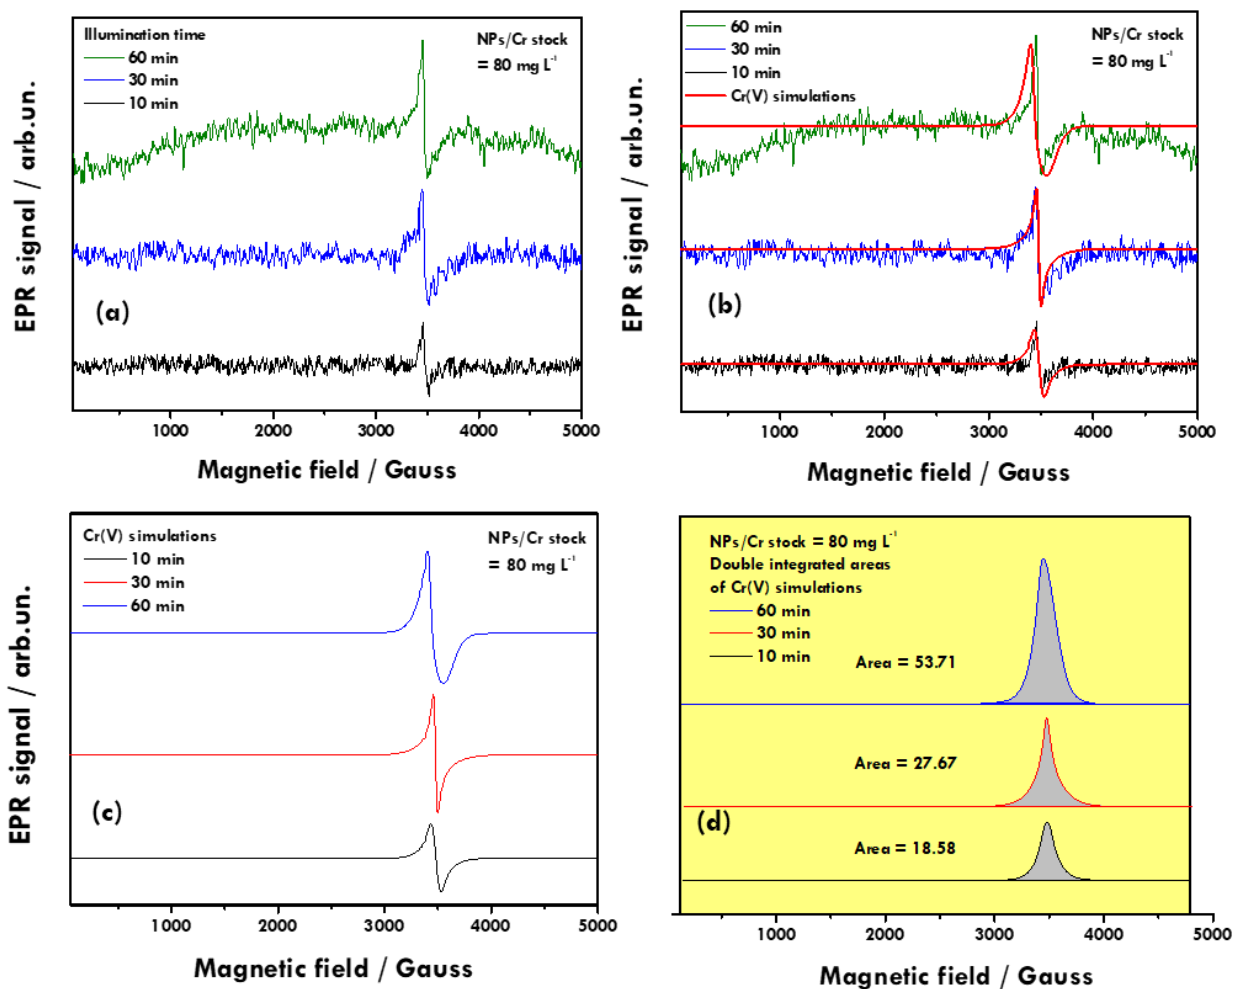 Illumination time
60 min
30 min
10 min
NPs/Cr stock
= 80 mg L⁻¹
(a)
EPR signal / arb.un.
1000 2000 3000 4000 5000
Magnetic field / Gauss
60 min
30 min
10 min
Cr(V) simulations
NPs/Cr stock
= 80 mg L⁻¹
(b)
EPR signal / arb.un.
1000 2000 3000 4000 5000
Magnetic field / Gauss
Cr(V) simulations
10 min
30 min
60 min
NPs/Cr stock
= 80 mg L⁻¹
(c)
EPR signal / arb.un.
1000 2000 3000 4000 5000
Magnetic field / Gauss
NPs/Cr stock = 80 mg L⁻¹
Double integrated areas
of Cr(V) simulations
60 min
30 min
10 min
Area = 53.71
Area = 27.67
(d)
Area = 18.58
1000 2000 3000 4000 5000
Magnetic field / Gauss